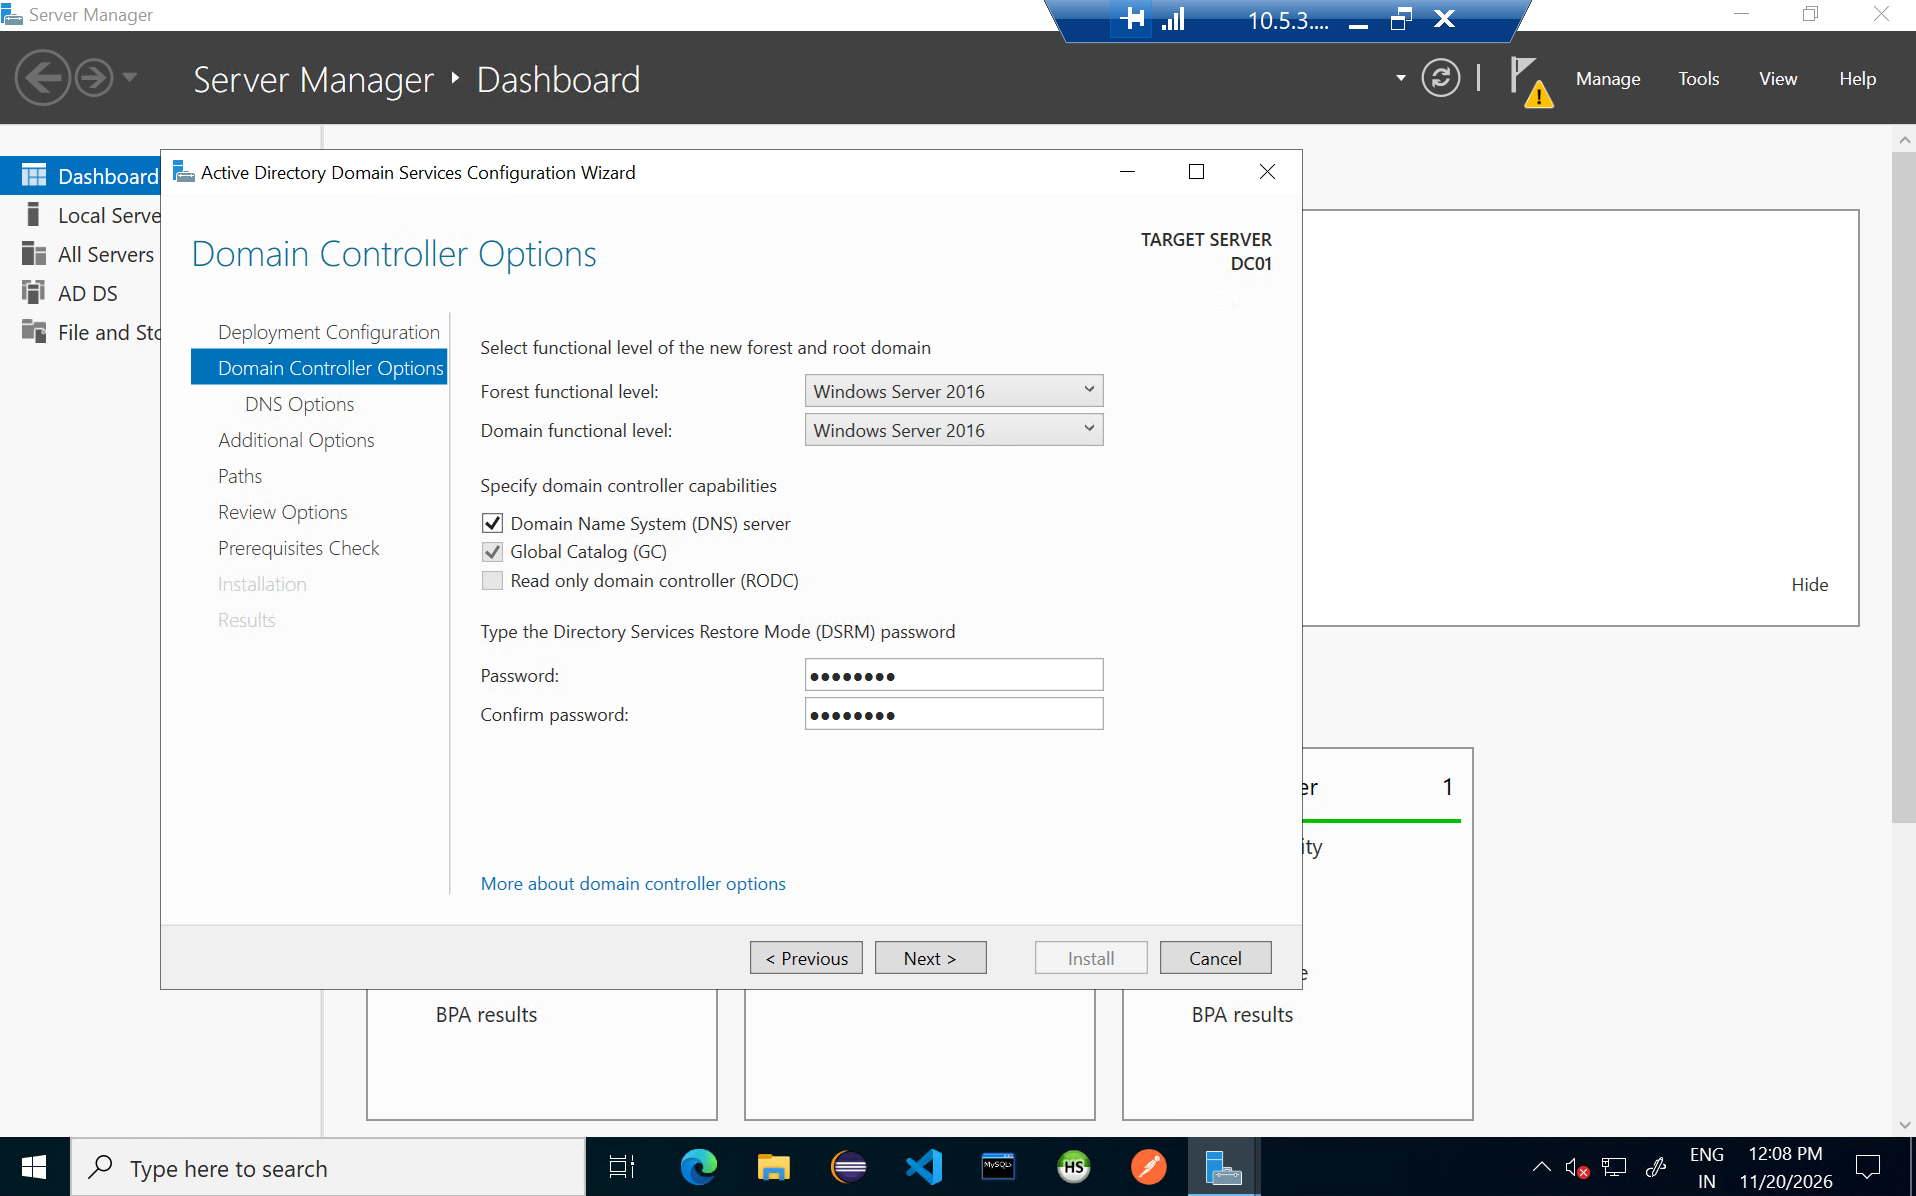 Server Manager
10.5.3....
Server Manager
Dashboard
Manage
Tools
View
Help
Dashboard
Local Serve
All Servers
AD DS
File and Sto
Active Directory Domain Services Configuration Wizard
Domain Controller Options
TARGET SERVER
DC01
Deployment Configuration
Domain Controller Options
DNS Options
Additional Options
Paths
Review Options
Prerequisites Check
Installation
Results
Select functional level of the new forest and root domain
Forest functional level:
Windows Server 2016
Domain functional level:
Windows Server 2016
Specify domain controller capabilities
Domain Name System (DNS) server
Global Catalog (GC)
Read only domain controller (RODC)
Type the Directory Services Restore Mode (DSRM) password
Password:
●●●●●●●●
Confirm password:
●●●●●●●●
More about domain controller options
< Previous
Next >
Install
Cancel
Hide
er
1
ity
e
BPA results
BPA results
Type here to search
MySQL
HS
ENG
IN
12:08 PM
11/20/2026